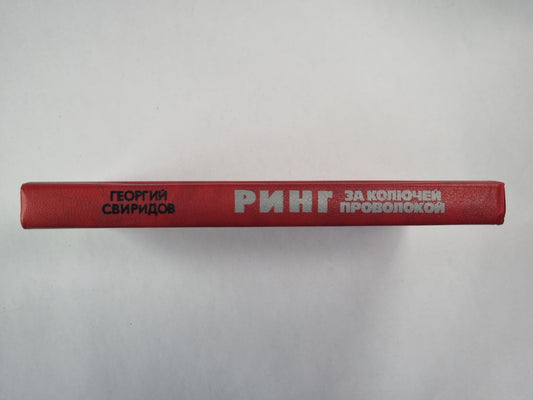 ГЕОРГИЙ
СВИРИДОВ
РИНГ
ЗА КОЛЮЧЕЙ
ПРОВОЛОКОЙ